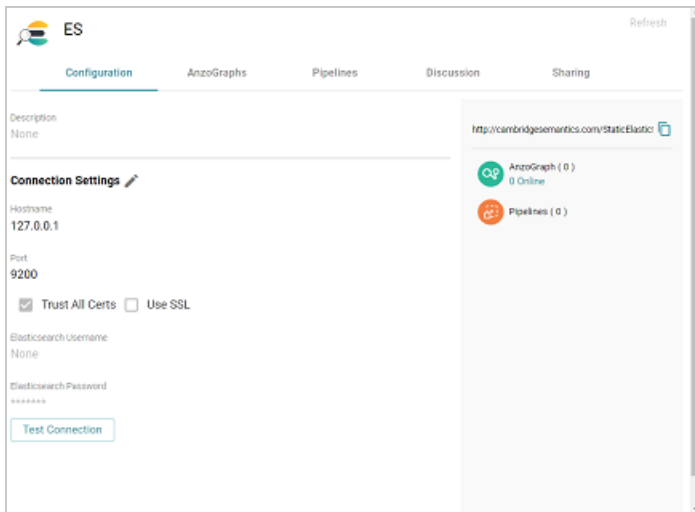 ES
Refresh
Configuration AnzoGraphs Pipelines Discussion Sharing
Description
None
http://cambridgesemantics.com/StaticElastics
AnzoGraph ( 0 )
0 Online
Pipelines ( 0 )
Connection Settings
Hostname
127.0.0.1
Port
9200
Trust All Certs Use SSL
Elasticsearch Username
None
Elasticsearch Password
*******
Test Connection